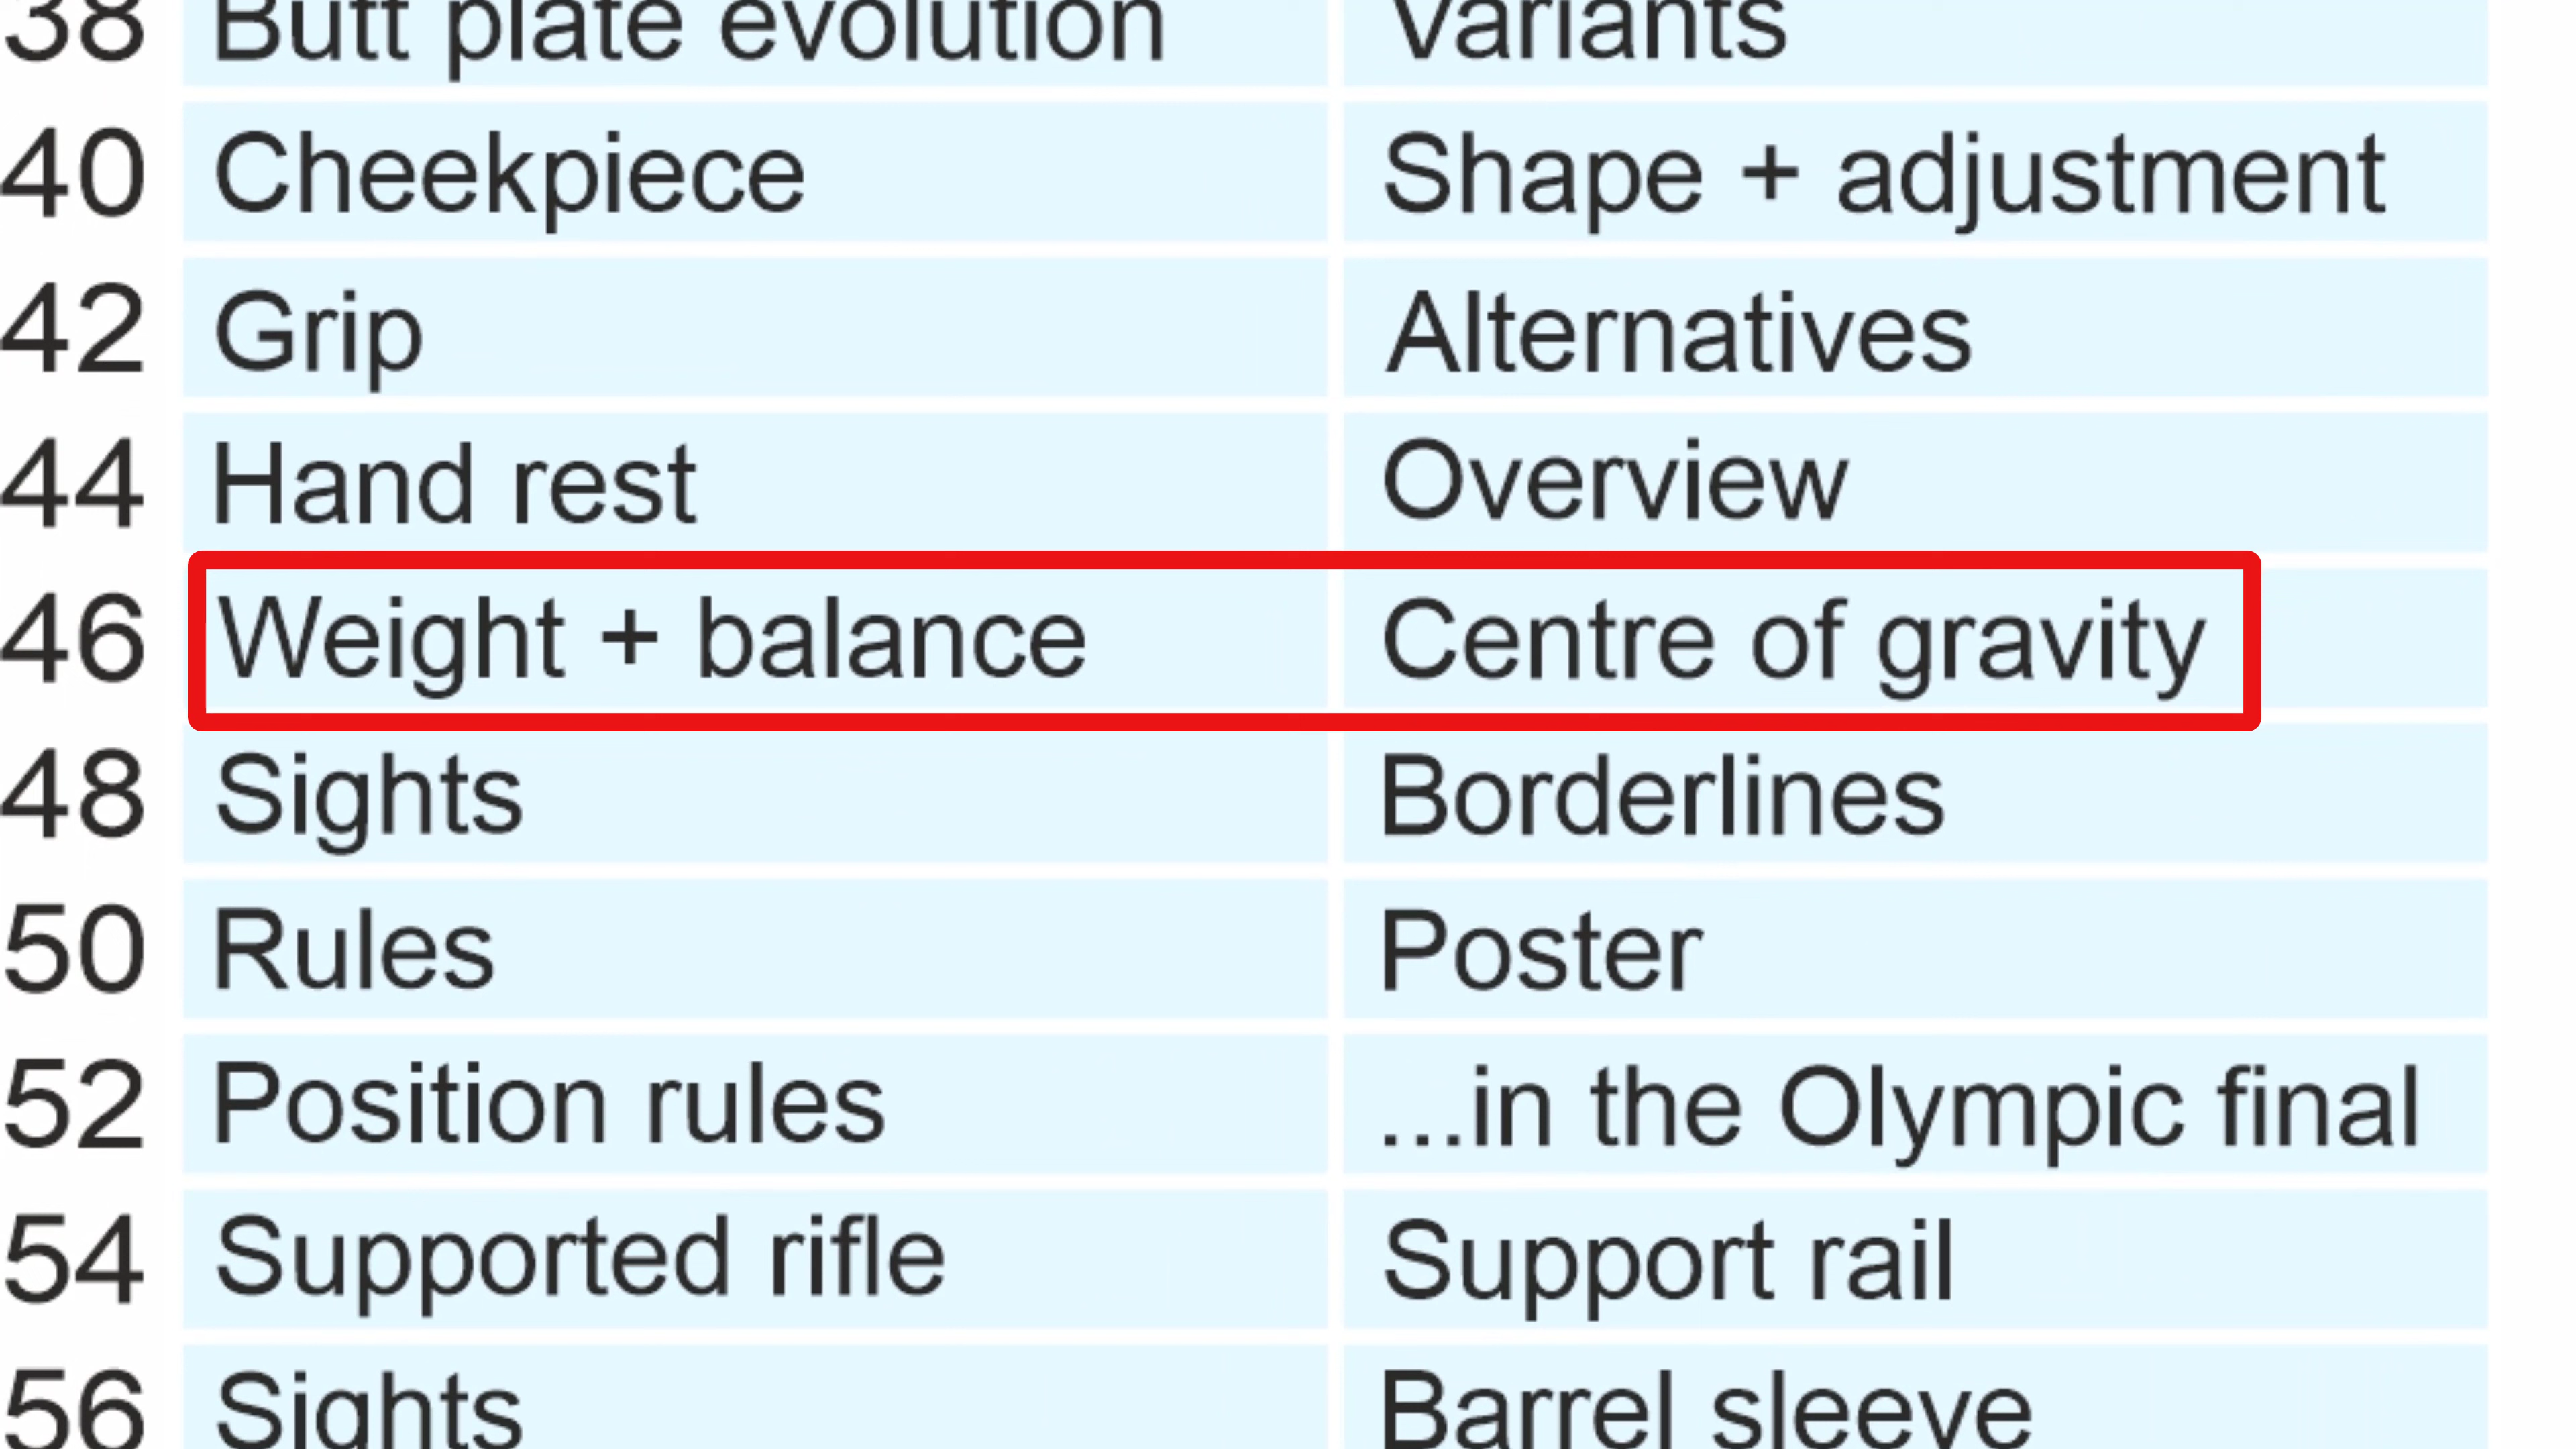 38 Butt plate evolution Variants
40 Cheekpiece Shape + adjustment
42 Grip Alternatives
44 Hand rest Overview
46 Weight + balance Centre of gravity
48 Sights Borderlines
50 Rules Poster
52 Position rules ...in the Olympic final
54 Supported rifle Support rail
56 Sights Barrel sleeve